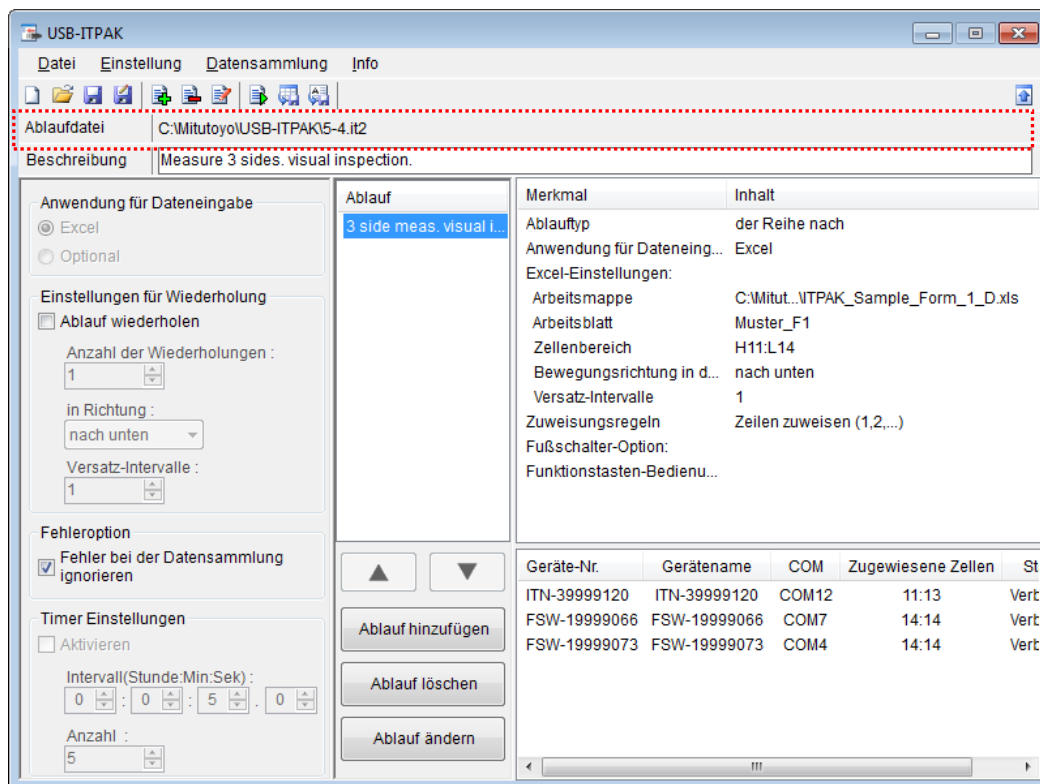 USB-ITPAK
Datei Einstellung Datensammlung Info
Ablaufdatei C:\Mitutoyo\USB-ITPAK\5-4.it2
Beschreibung Measure 3 sides. visual inspection.
Anwendung für Dateneingabe
Excel
Optional
Einstellungen für Wiederholung
Ablauf wiederholen
Anzahl der Wiederholungen :
1
in Richtung :
nach unten
Versatz-Intervalle :
1
Fehleroption
Fehler bei der Datensammlung
ignorieren
Timer Einstellungen
Aktivieren
Intervall(Stunde:Min:Sek) :
0 : 0 : 5 . 0
Anzahl :
5
Ablauf
3 side meas. visual i...
Ablauf hinzufügen
Ablauf löschen
Ablauf ändern
Merkmal Inhalt
Ablauftyp der Reihe nach
Anwendung für Dateneing... Excel
Excel-Einstellungen:
Arbeitsmappe C:\Mitut...\ITPAK_Sample_Form_1_D.xls
Arbeitsblatt Muster_F1
Zellenbereich H11:L14
Bewegungsrichtung in d... nach unten
Versatz-Intervalle 1
Zuweisungsregeln Zeilen zuweisen (1,2,...)
Fußschalter-Option:
Funktionstasten-Bedienu...
Geräte-Nr. Gerätename COM Zugewiesene Zellen St
ITN-39999120 ITN-39999120 COM12 11:13 Verb
FSW-19999066 FSW-19999066 COM7 14:14 Verb
FSW-19999073 FSW-19999073 COM4 14:14 Verb